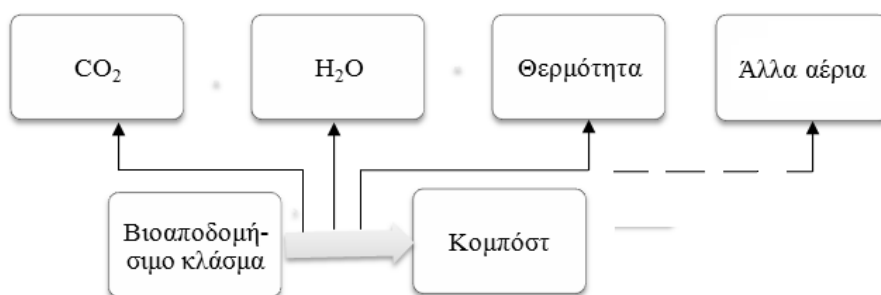 CO₂
H₂O
Θερμότητα
Άλλα αέρια
Βιοαποδομή-
σιμο κλάσμα
Κομπόστ